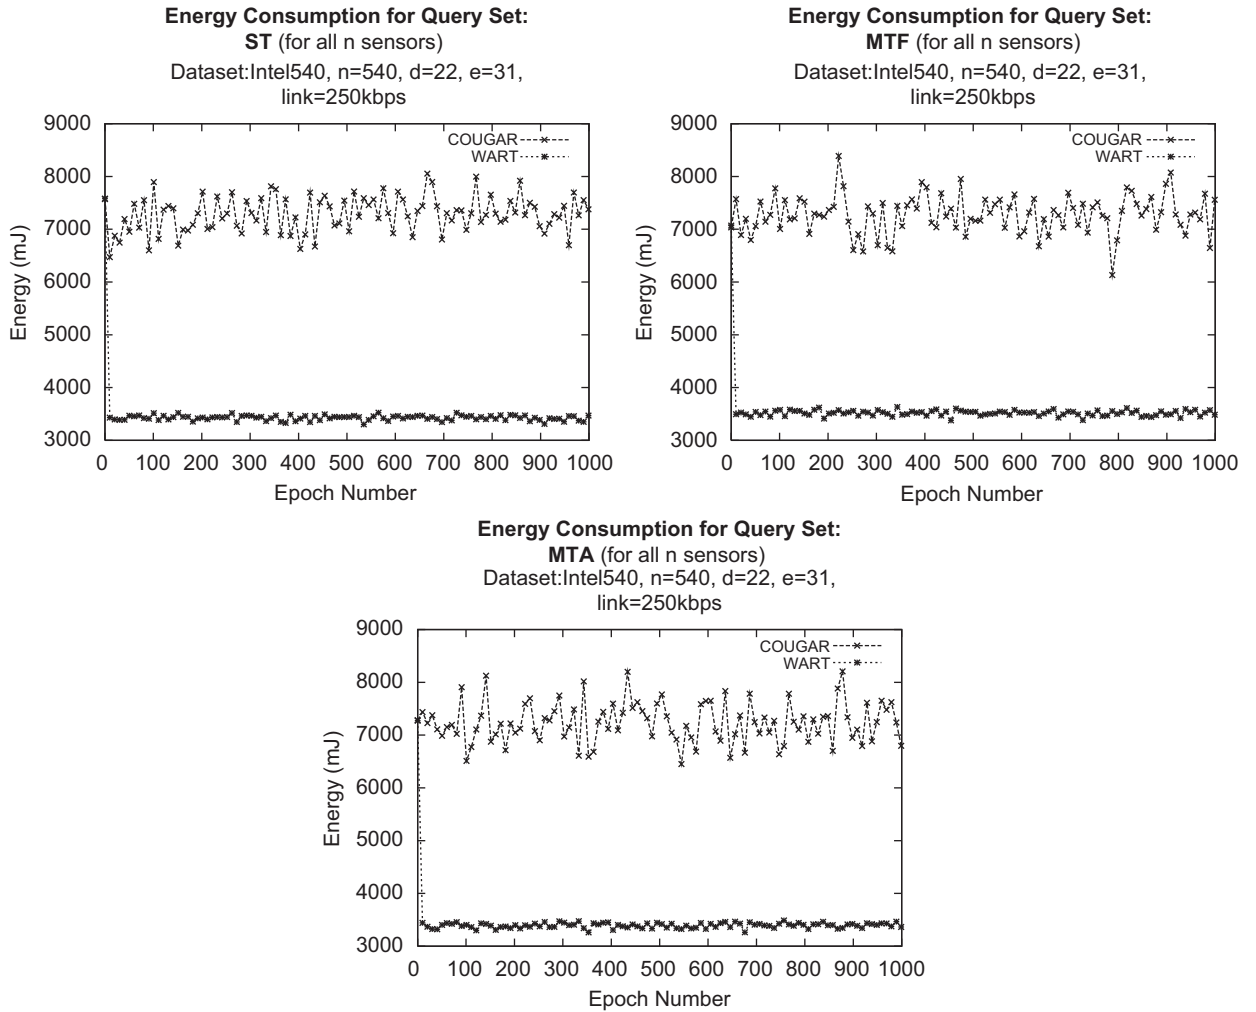 Energy Consumption for Query Set:
ST (for all n sensors)
Dataset:Intel540, n=540, d=22, e=31,
link=250kbps
9000
8000
7000
6000
5000
4000
3000
Energy (mJ)
COUGAR
WART
0 100 200 300 400 500 600 700 800 900 1000
Epoch Number
Energy Consumption for Query Set:
MTF (for all n sensors)
Dataset:Intel540, n=540, d=22, e=31,
link=250kbps
9000
8000
7000
6000
5000
4000
3000
Energy (mJ)
COUGAR
WART
0 100 200 300 400 500 600 700 800 900 1000
Epoch Number
Energy Consumption for Query Set:
MTA (for all n sensors)
Dataset:Intel540, n=540, d=22, e=31,
link=250kbps
9000
8000
7000
6000
5000
4000
3000
Energy (mJ)
COUGAR
WART
0 100 200 300 400 500 600 700 800 900 1000
Epoch Number